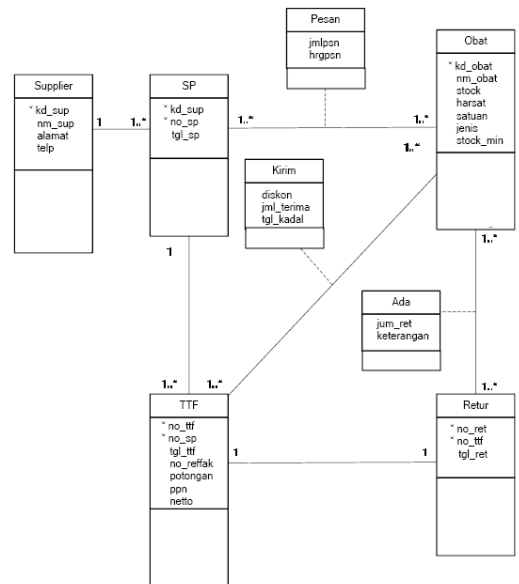 Pesan
jmlpsn
hrgpsn
Obat
* kd_obat
nm_obat
stock
harsat
satuan
jenis
stock_min
Supplier
* kd_sup
nm_sup
alamat
telp
SP
* kd_sup
* no_sp
tgl_sp
1
1..*
1..*
1..*
1..*
Kirim
diskon
jml_terima
tgl_kadal
1
1..*
Ada
jum_ret
keterangan
1..*
1..*
1..*
TTF
* no_ttf
* no_sp
tgl_ttf
no_reffak
potongan
ppn
netto
1
1
Retur
* no_ret
* no_ttf
tgl_ret